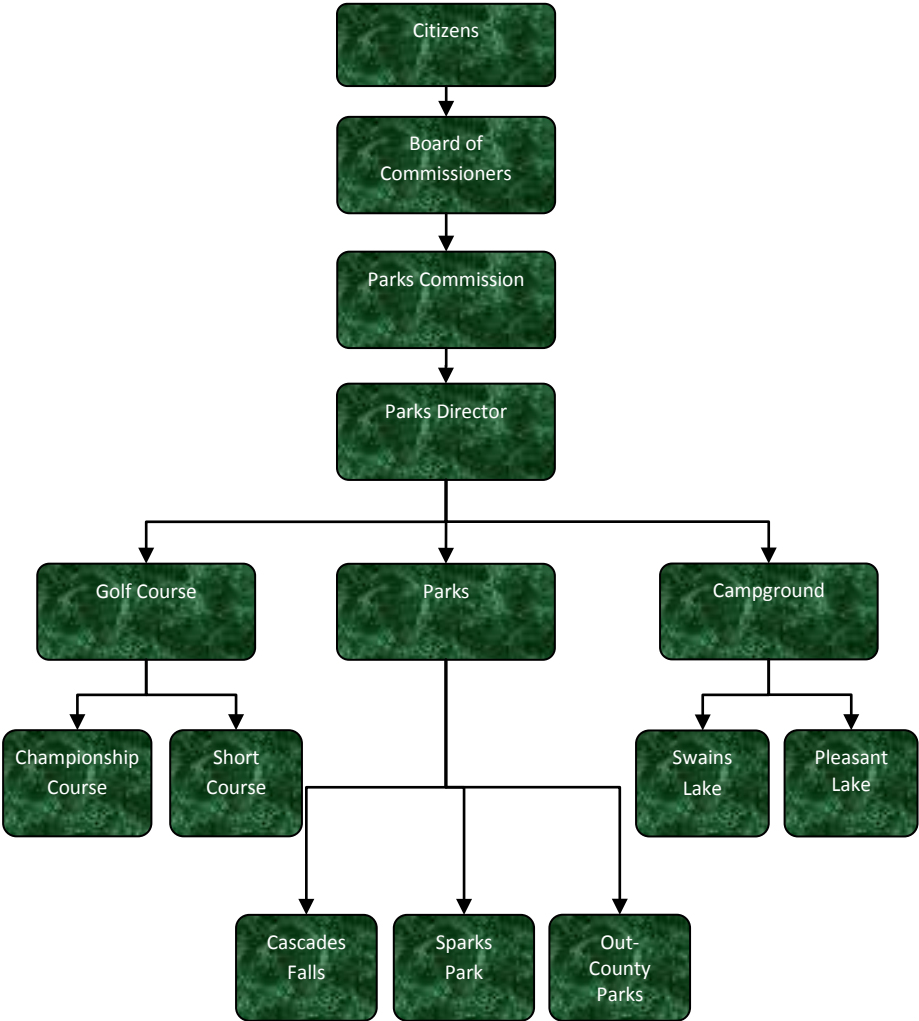 Citizens
Board of
Commissioners
Parks Commission
Parks Director
Golf Course
Parks
Campground
Championship
Course
Short
Course
Swains
Lake
Pleasant
Lake
Cascades
Falls
Sparks
Park
Out-
County
Parks